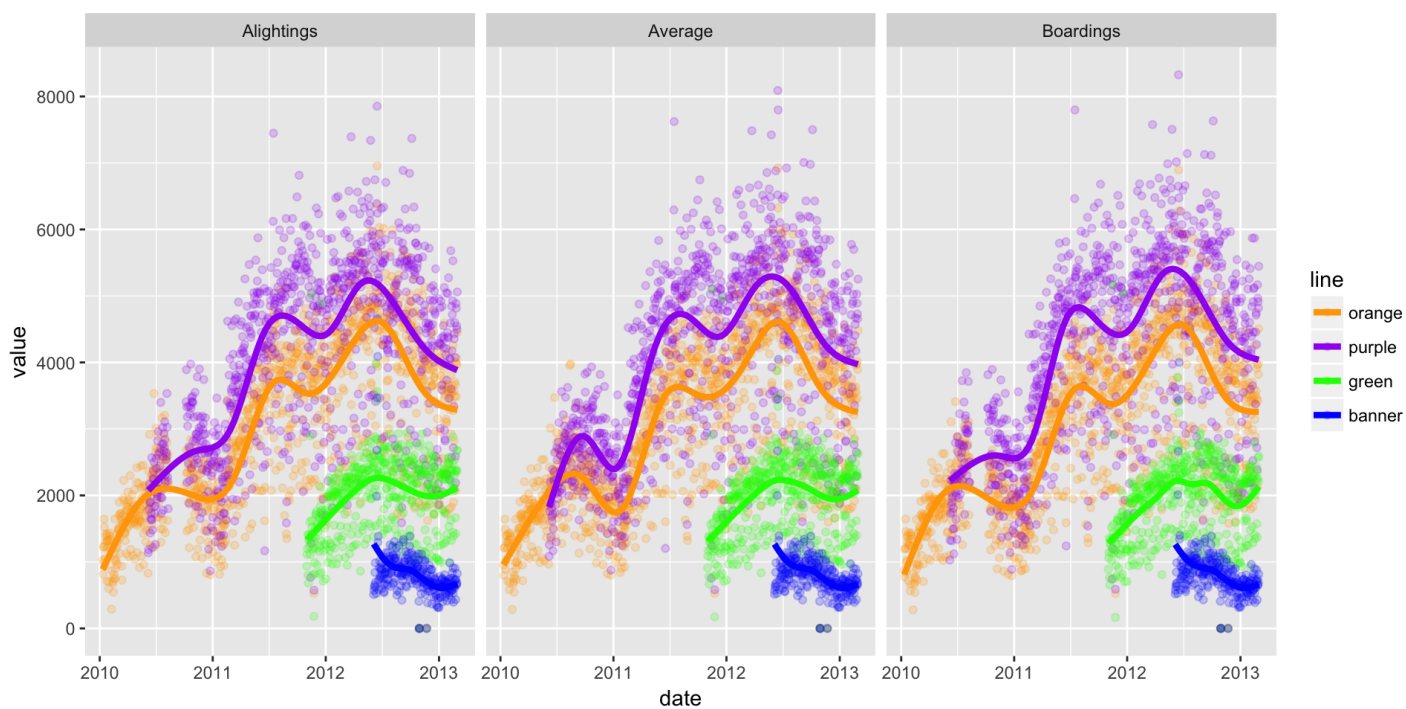 Alightings Average Boardings
value
8000
6000
4000
2000
0
2010 2011 2012 2013 2010 2011 2012 2013 2010 2011 2012 2013
date
line
orange
purple
green
banner